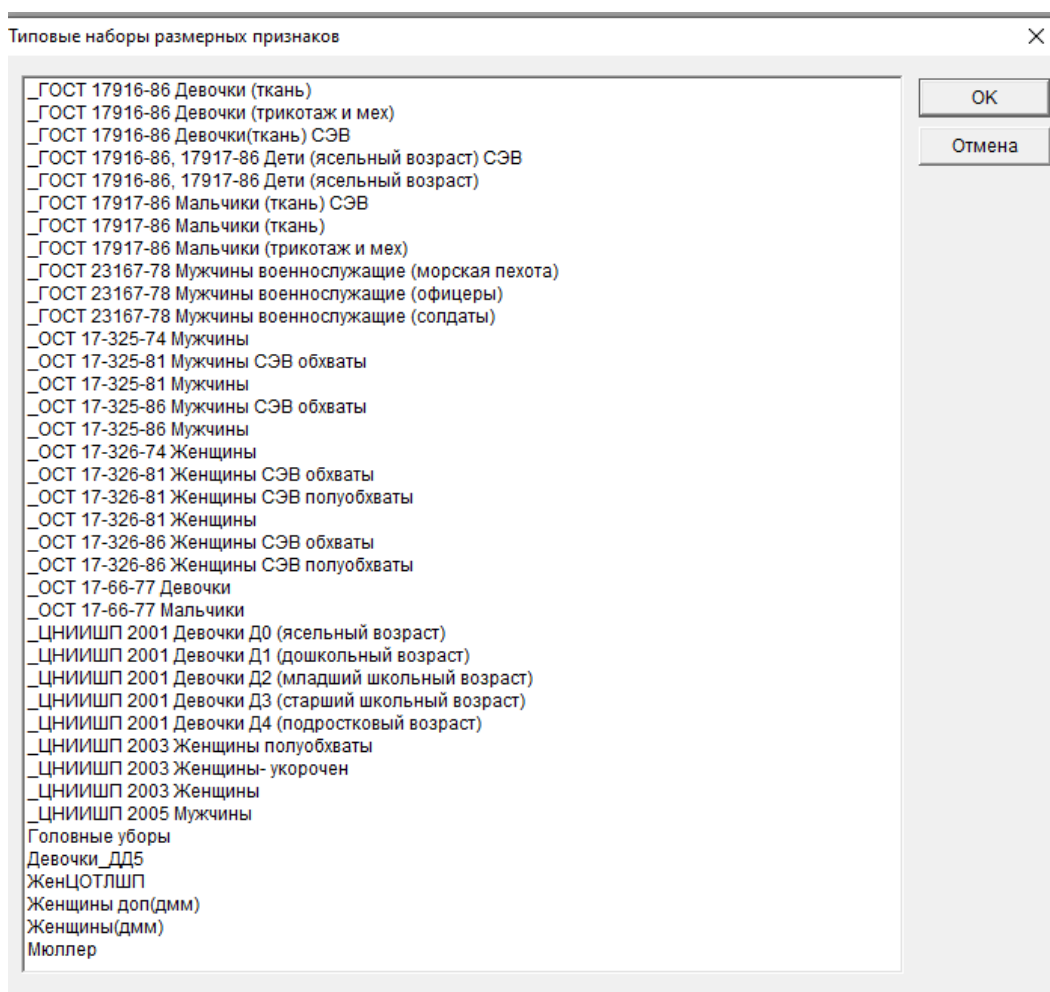 Типовые наборы размерных признаков
_ГОСТ 17916-86 Девочки (ткань)
_ГОСТ 17916-86 Девочки (трикотаж и мех)
_ГОСТ 17916-86 Девочки(ткань) СЭВ
_ГОСТ 17916-86, 17917-86 Дети (ясельный возраст) СЭВ
_ГОСТ 17916-86, 17917-86 Дети (ясельный возраст)
_ГОСТ 17917-86 Мальчики (ткань) СЭВ
_ГОСТ 17917-86 Мальчики (ткань)
_ГОСТ 17917-86 Мальчики (трикотаж и мех)
_ГОСТ 23167-78 Мужчины военнослужащие (морская пехота)
_ГОСТ 23167-78 Мужчины военнослужащие (офицеры)
_ГОСТ 23167-78 Мужчины военнослужащие (солдаты)
_ОСТ 17-325-74 Мужчины
_ОСТ 17-325-81 Мужчины СЭВ обхваты
_ОСТ 17-325-81 Мужчины
_ОСТ 17-325-86 Мужчины СЭВ обхваты
_ОСТ 17-325-86 Мужчины
_ОСТ 17-326-74 Женщины
_ОСТ 17-326-81 Женщины СЭВ обхваты
_ОСТ 17-326-81 Женщины СЭВ полуобхваты
_ОСТ 17-326-81 Женщины
_ОСТ 17-326-86 Женщины СЭВ обхваты
_ОСТ 17-326-86 Женщины СЭВ полуобхваты
_ОСТ 17-66-77 Девочки
_ОСТ 17-66-77 Мальчики
_ЦНИИШП 2001 Девочки Д0 (ясельный возраст)
_ЦНИИШП 2001 Девочки Д1 (дошкольный возраст)
_ЦНИИШП 2001 Девочки Д2 (младший школьный возраст)
_ЦНИИШП 2001 Девочки Д3 (старший школьный возраст)
_ЦНИИШП 2001 Девочки Д4 (подростковый возраст)
_ЦНИИШП 2003 Женщины полуобхваты
_ЦНИИШП 2003 Женщины- укорочен
_ЦНИИШП 2003 Женщины
_ЦНИИШП 2005 Мужчины
Головные уборы
Девочки_ДД5
ЖенЦОТЛШП
Женщины доп(дмм)
Женщины(дмм)
Мюллер
OK
Отмена